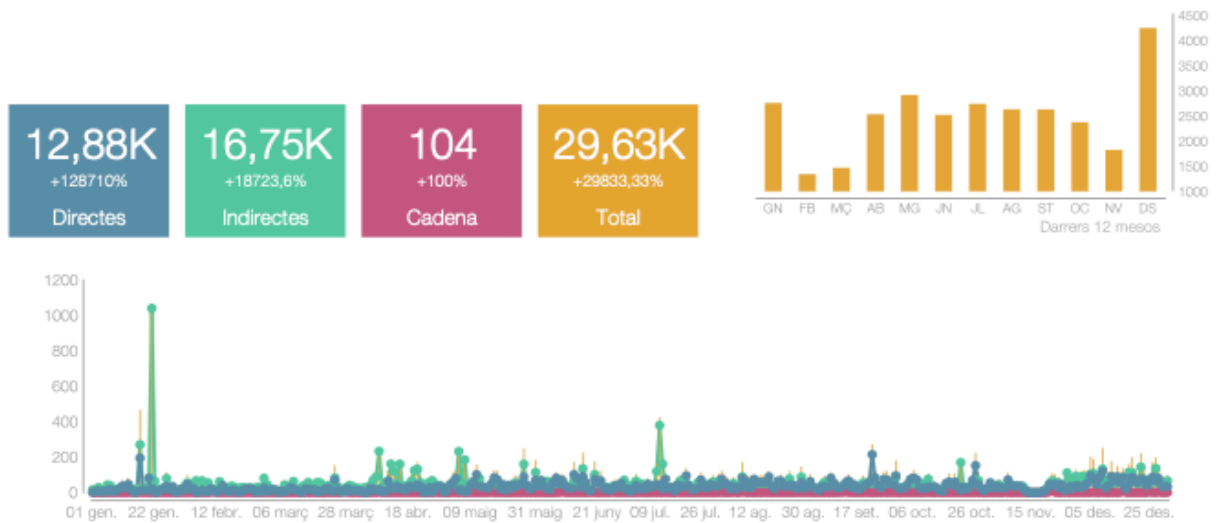 12,88K
+128710%
Directes
16,75K
+18723,6%
Indirectes
104
+100%
Cadena
29,63K
+29833,33%
Total
4500
4000
3500
3000
2500
2000
1500
1000
GN FB MÇ AB MG JN JL AG ST OC NV DS
Darrers 12 mesos
1200
1000
800
600
400
200
0
01 gen. 22 gen. 12 febr. 06 març 28 març 18 abr. 09 maig 31 maig 21 juny 09 jul. 26 jul. 12 ag. 30 ag. 17 set. 06 oct. 26 oct. 15 nov. 05 des. 25 des.